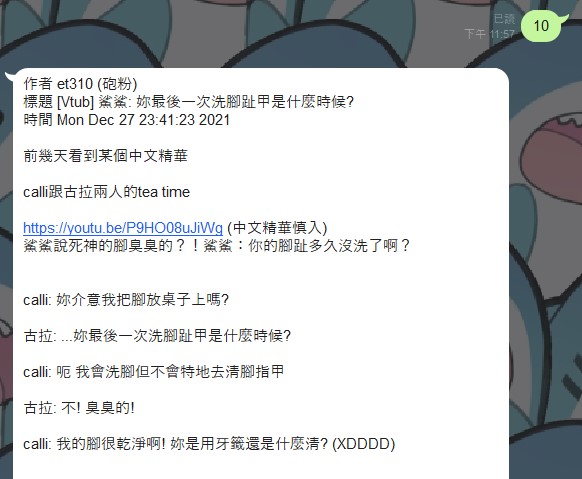 已讀
下午 11:57
10
作者 et310 (砲粉)
標題 [Vtub] 鯊鯊: 妳最後一次洗腳趾甲是什麼時候?
時間 Mon Dec 27 23:41:23 2021
前幾天看到某個中文精華
calli跟古拉兩人的tea time
https://youtu.be/P9HO08uJiWg (中文精華慎入)
鯊鯊說死神的腳臭臭的？！鯊鯊：你的腳趾多久沒洗了啊？
calli: 妳介意我把腳放桌子上嗎?
古拉: ...妳最後一次洗腳趾甲是什麼時候?
calli: 呃 我會洗腳但不會特地去清腳指甲
古拉: 不! 臭臭的!
calli: 我的腳很乾淨啊! 妳是用牙籤還是什麼清? (XDDDD)